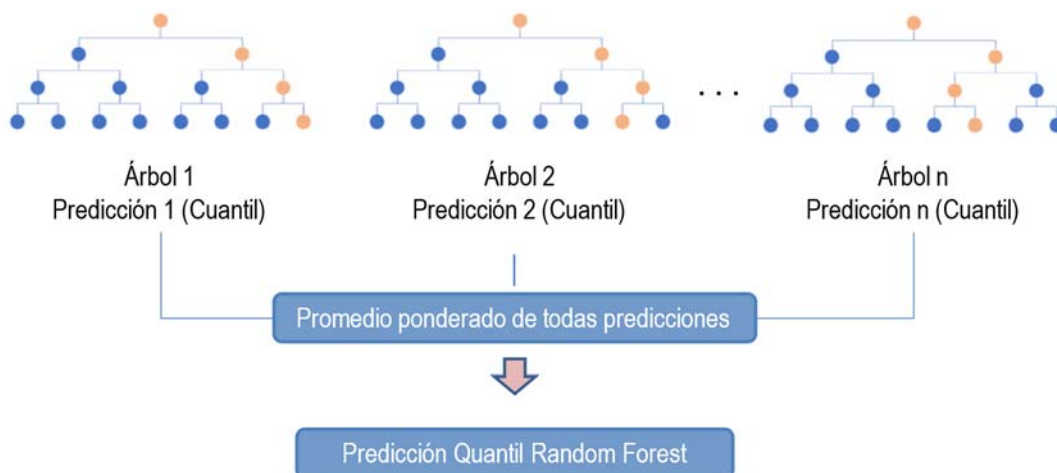 . . .
Árbol 1
Predicción 1 (Cuantil)
Árbol 2
Predicción 2 (Cuantil)
Árbol n
Predicción n (Cuantil)
Promedio ponderado de todas predicciones
Predicción Quantil Random Forest